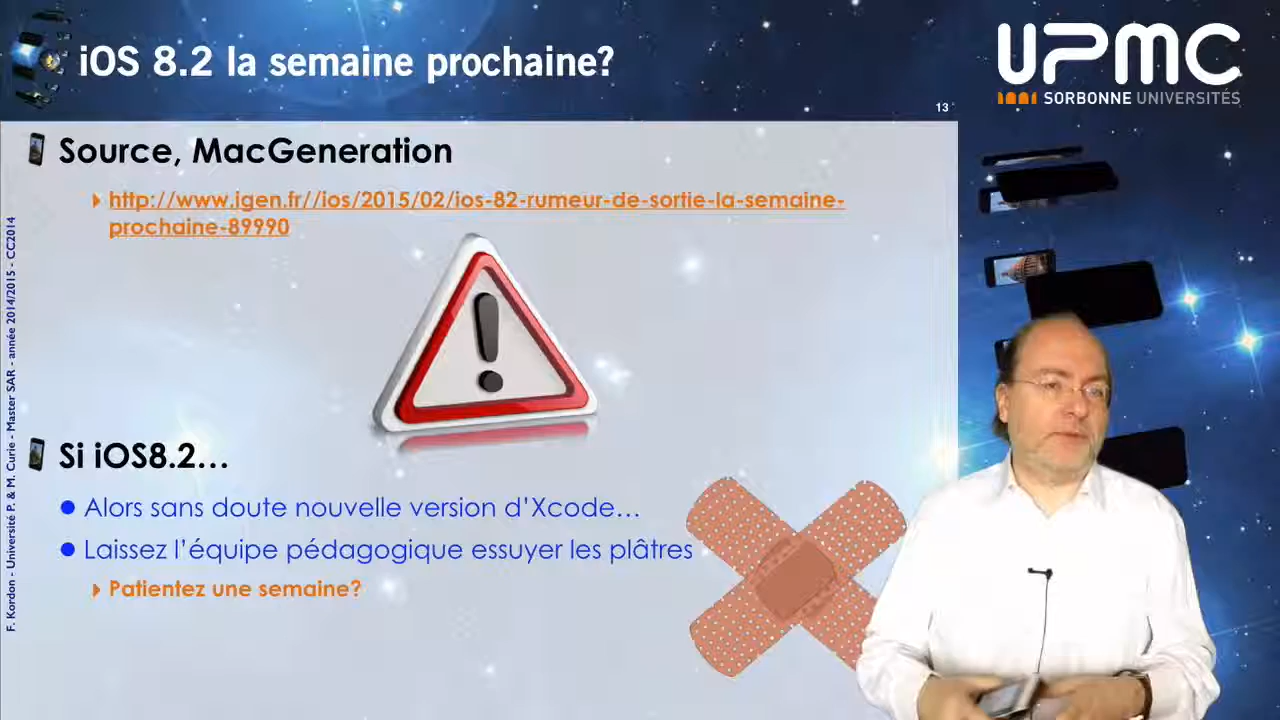 iOS 8.2 la semaine prochaine?
UPMC
SORBONNE UNIVERSITÉS
13
Source, MacGeneration
http://www.igen.fr//ios/2015/02/ios-82-rumeur-de-sortie-la-semaine-
prochaine-89990
Si iOS8.2…
Alors sans doute nouvelle version d'Xcode…
Laissez l'équipe pédagogique essuyer les plâtres
Patientez une semaine?
F. Kordon - Université P. & M. Curie - Master SAR - année 2014/2015 - CC2014